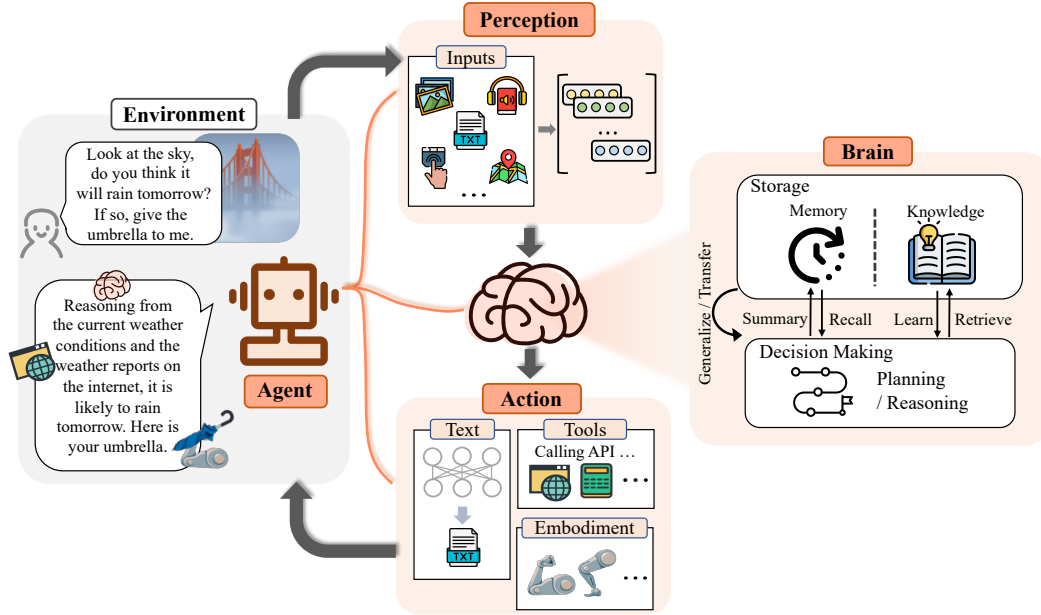 Perception
Inputs
TXT
...
...
Environment
Look at the sky,
do you think it
will rain tomorrow?
If so, give the
umbrella to me.
Reasoning from
the current weather
conditions and the
weather reports on
the internet, it is
likely to rain
tomorrow. Here is
your umbrella.
Agent
Brain
Storage
Memory
Knowledge
Generalize / Transfer
Summary
Recall
Learn
Retrieve
Decision Making
Planning
/ Reasoning
Action
Text
TXT
Tools
Calling API ...
...
Embodiment
...